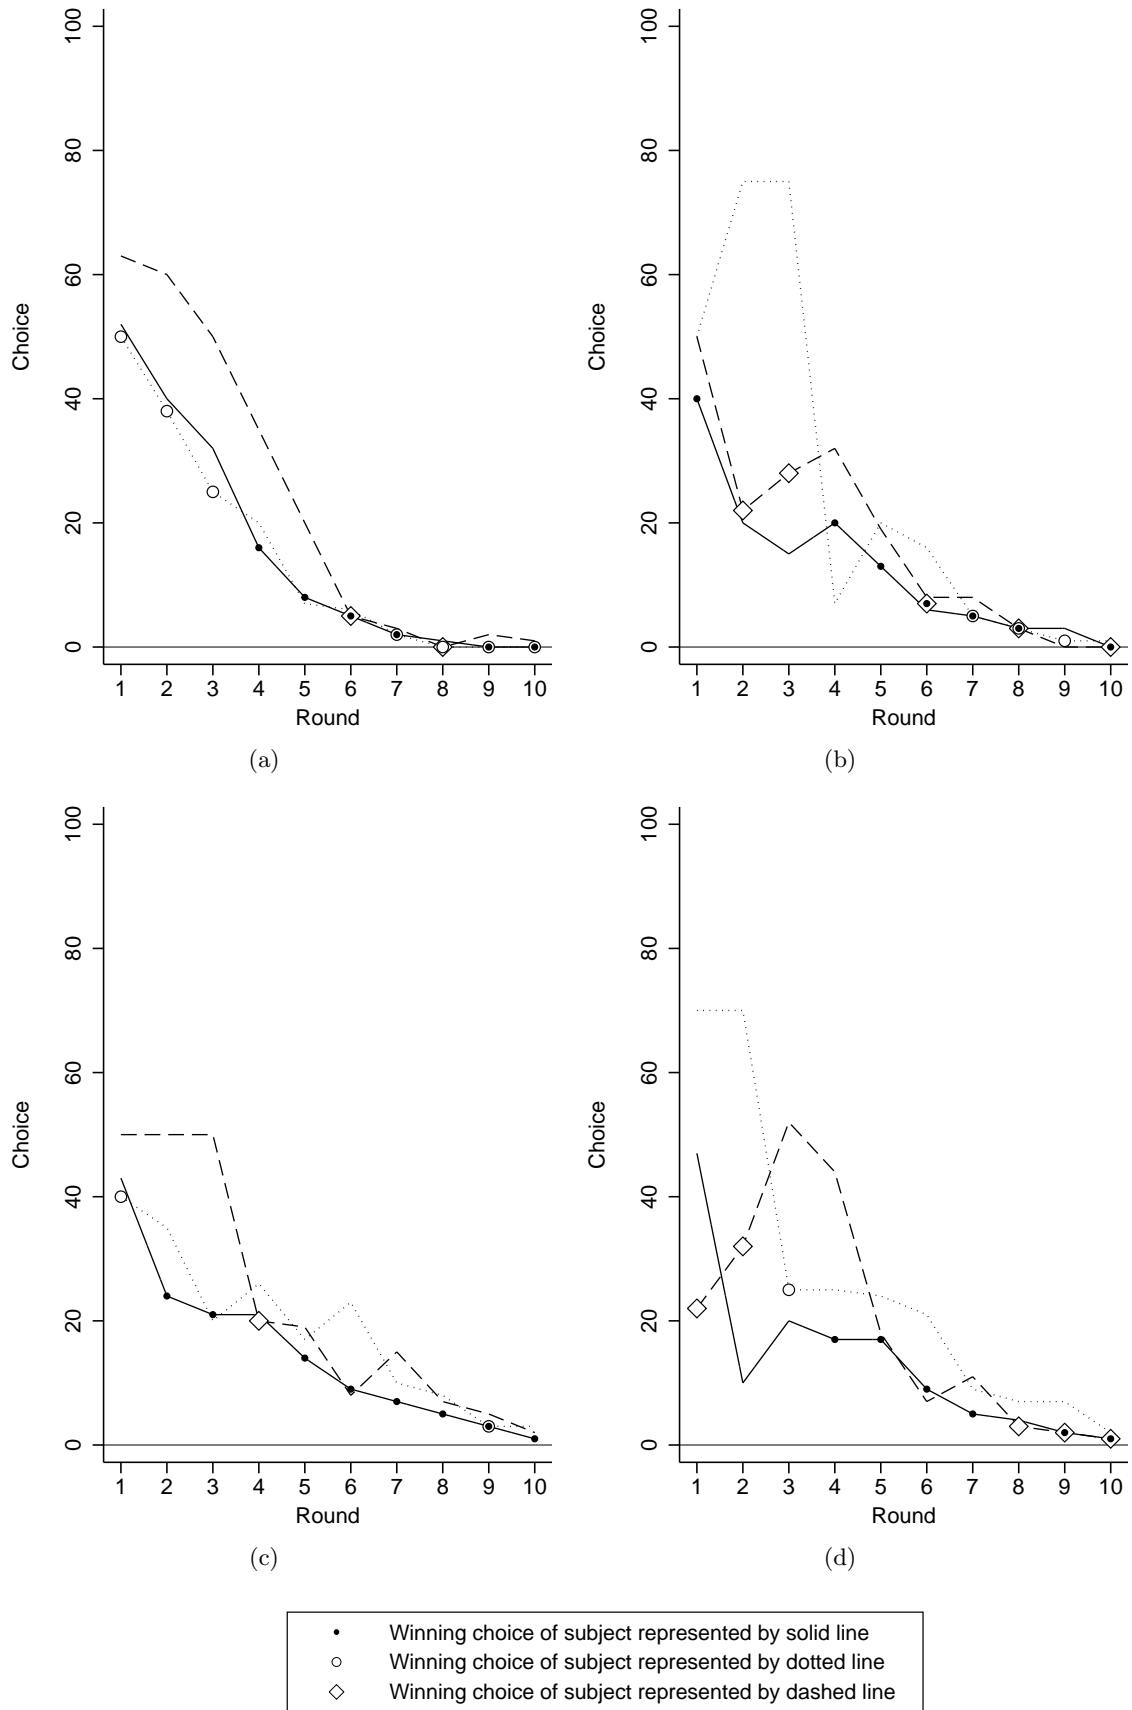 100
80
60
40
20
0
Choice
1 2 3 4 5 6 7 8 9 10
Round
(a)
100
80
60
40
20
0
Choice
1 2 3 4 5 6 7 8 9 10
Round
(b)
100
80
60
40
20
0
Choice
1 2 3 4 5 6 7 8 9 10
Round
(c)
100
80
60
40
20
0
Choice
1 2 3 4 5 6 7 8 9 10
Round
(d)
Winning choice of subject represented by solid line
Winning choice of subject represented by dotted line
Winning choice of subject represented by dashed line